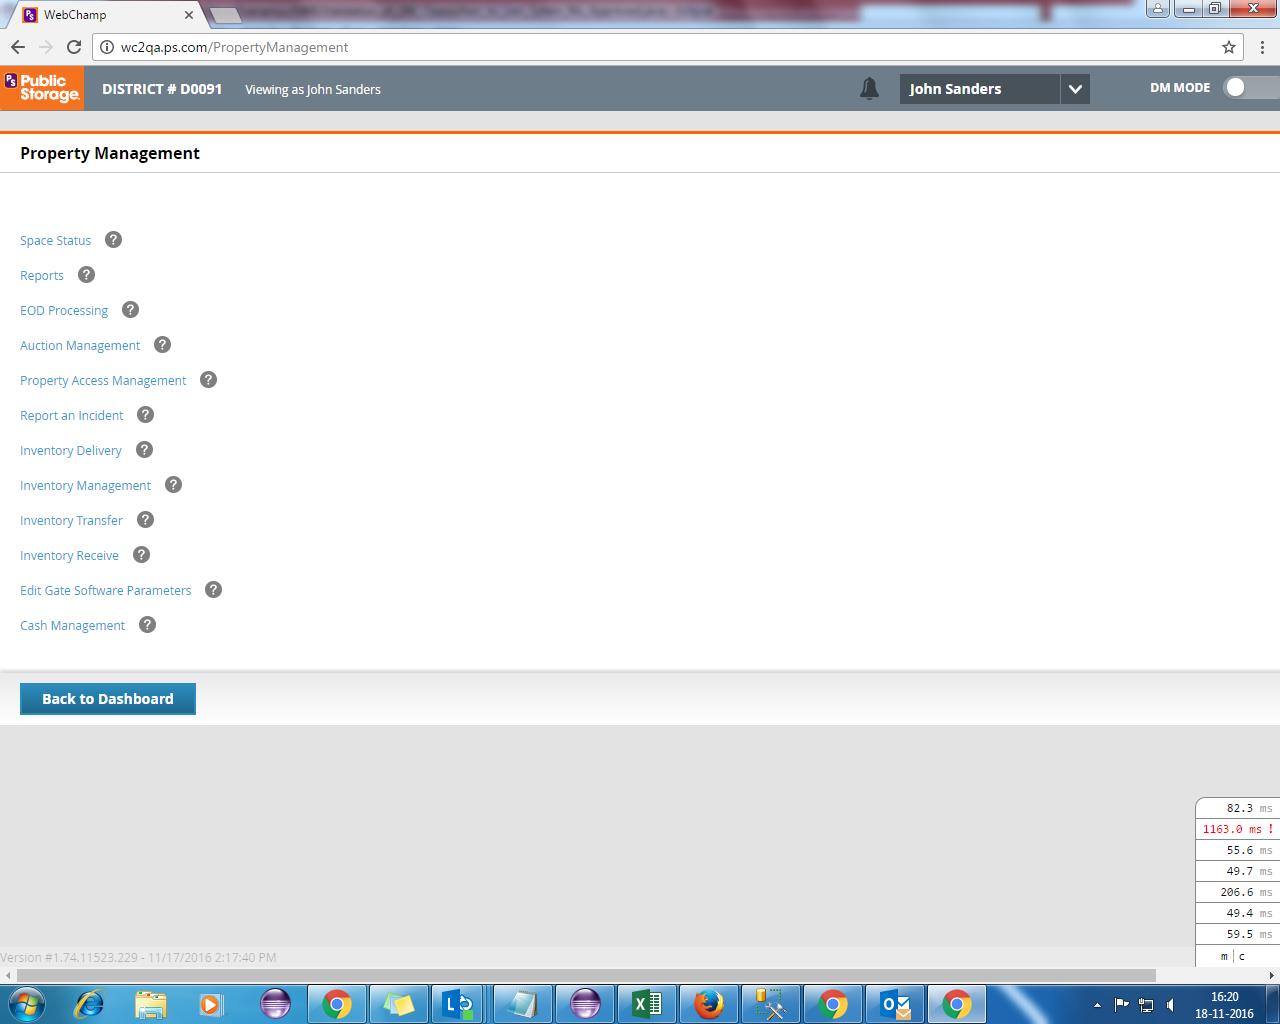 WebChamp
wc2qa.ps.com/PropertyManagement
PS Public Storage.
DISTRICT # D0091
Viewing as John Sanders
John Sanders
DM MODE
Property Management
Space Status ?
Reports ?
EOD Processing ?
Auction Management ?
Property Access Management ?
Report an Incident ?
Inventory Delivery ?
Inventory Management ?
Inventory Transfer ?
Inventory Receive ?
Edit Gate Software Parameters ?
Cash Management ?
Back to Dashboard
82.3 ms
1163.0 ms !
55.6 ms
49.7 ms
206.6 ms
49.4 ms
59.5 ms
m | c
Version #1.74.11523.229 - 11/17/2016 2:17:40 PM
16:20
18-11-2016